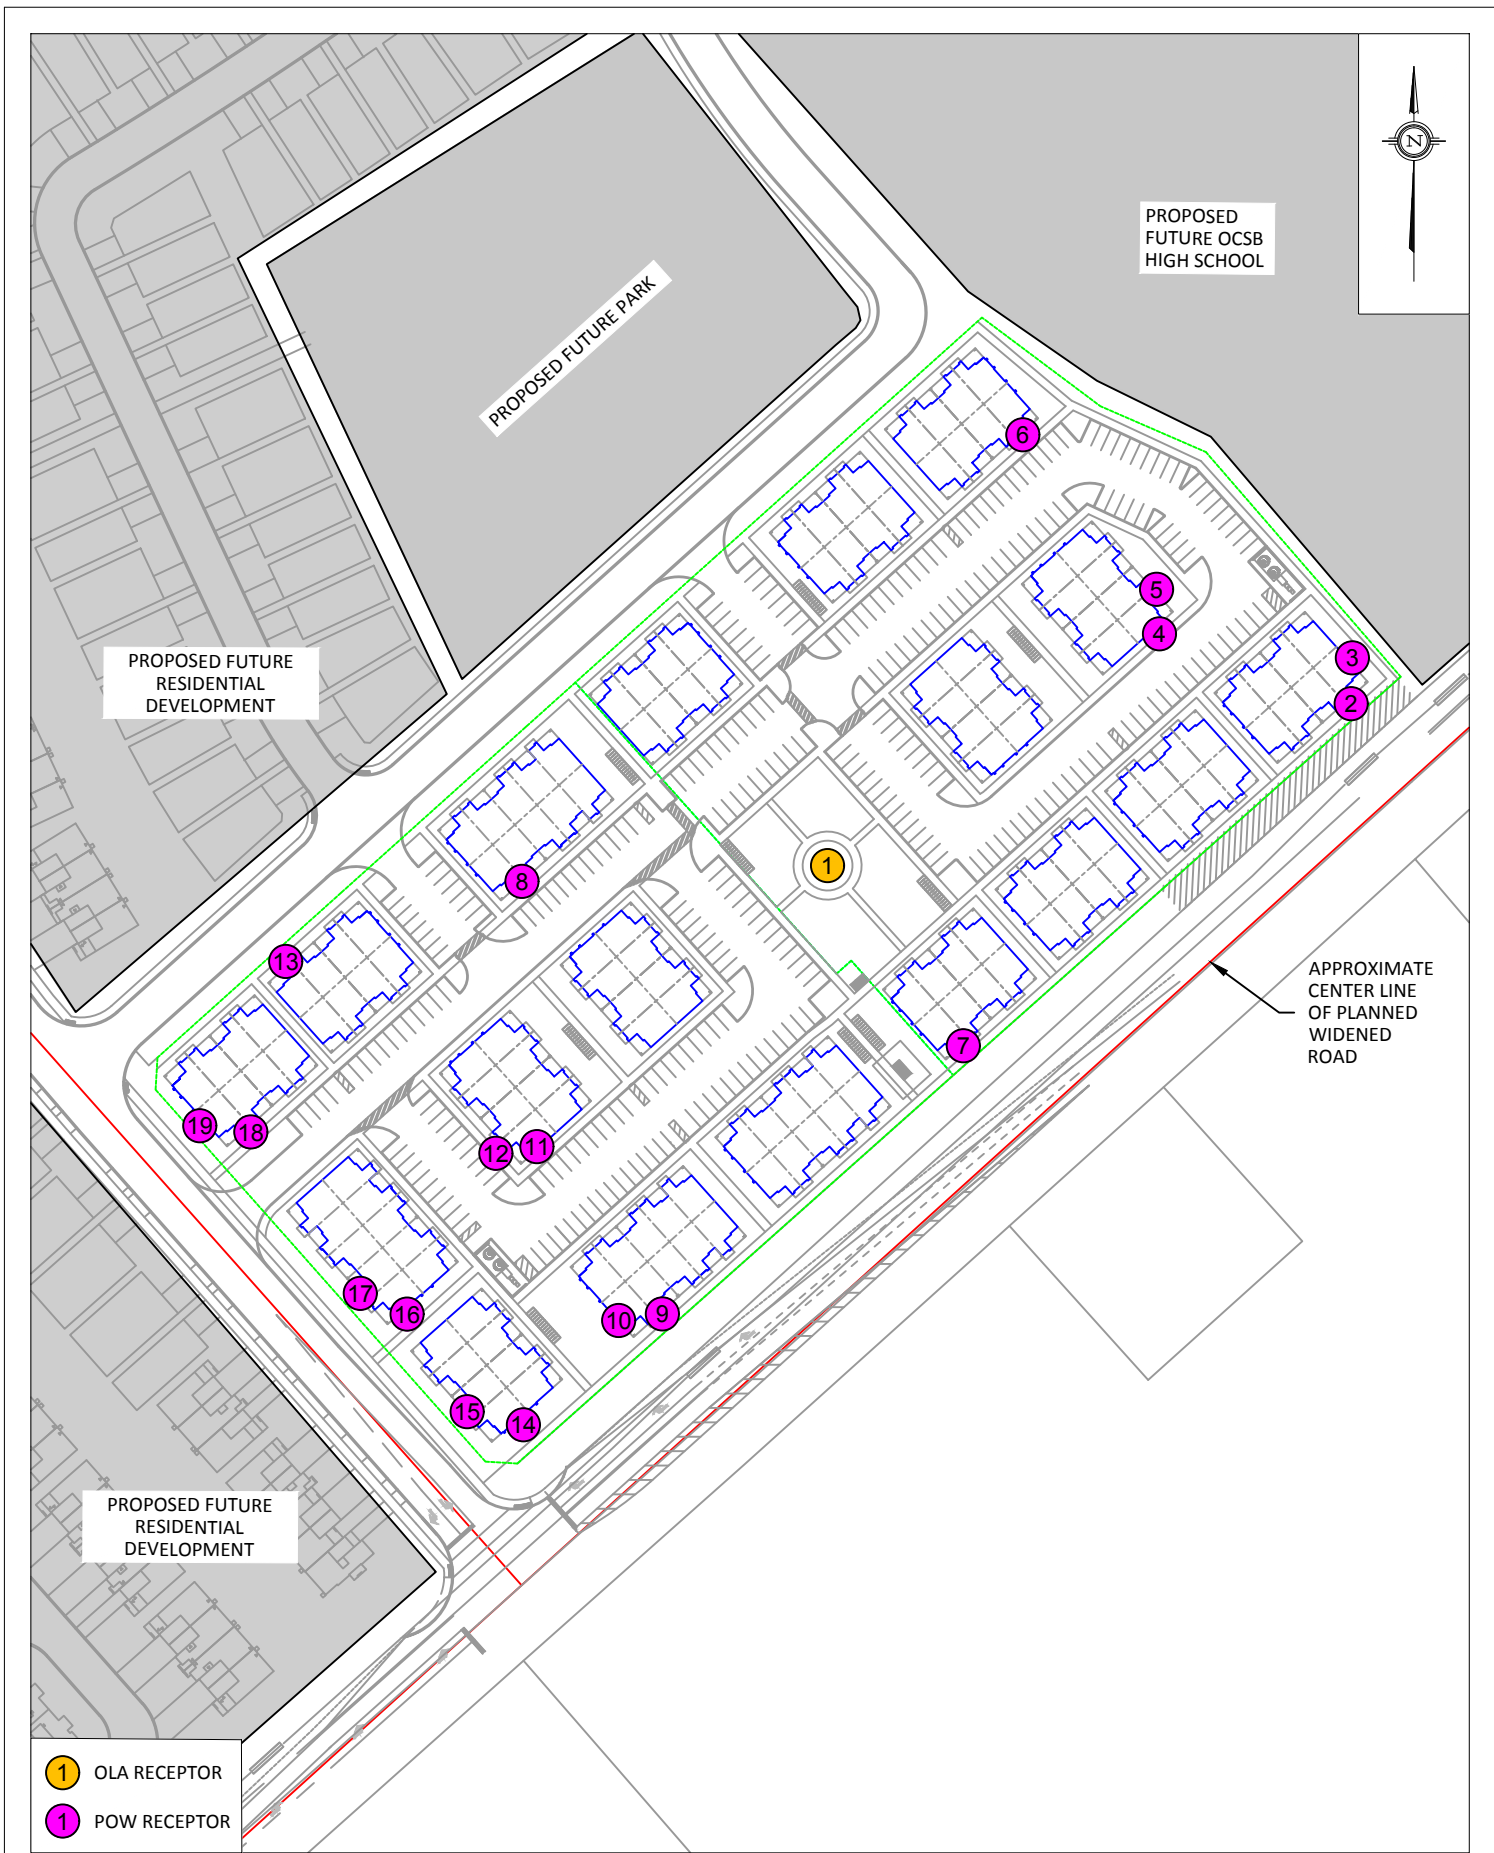 N
PROPOSED
FUTURE OCSB
HIGH SCHOOL
PROPOSED FUTURE PARK
6
5
4
3
2
PROPOSED FUTURE
RESIDENTIAL
DEVELOPMENT
1
8
13
7
APPROXIMATE
CENTER LINE
OF PLANNED
WIDENED
ROAD
19
18
12
11
17
16
10
9
15
14
PROPOSED FUTURE
RESIDENTIAL
DEVELOPMENT
1 OLA RECEPTOR
1 POW RECEPTOR